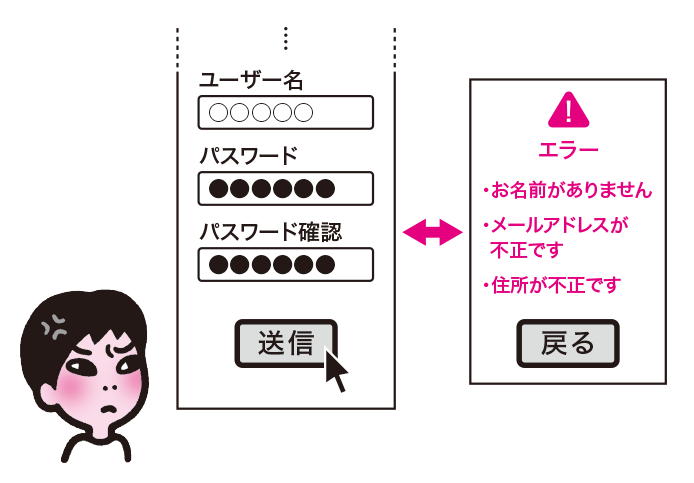 ユーザー名
○○○○○
パスワード
●●●●●●
パスワード確認
●●●●●●
送信
!
エラー
・お名前がありません
・メールアドレスが
不正です
・住所が不正です
戻る